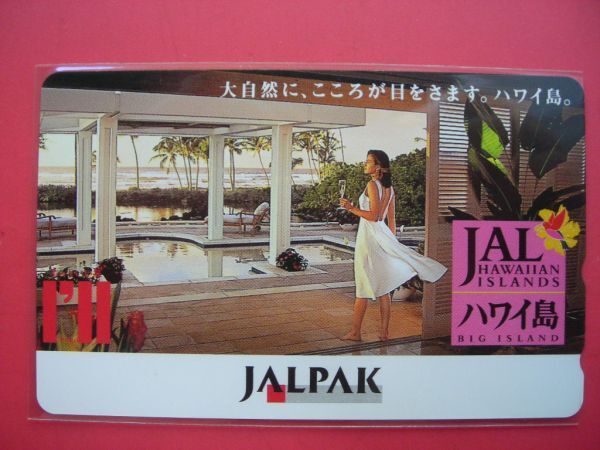 大自然に、こころが目をさます。ハワイ島。
JAL
HAWAIIAN
ISLANDS
ハワイ島
BIG ISLAND
I'll
JALPAK